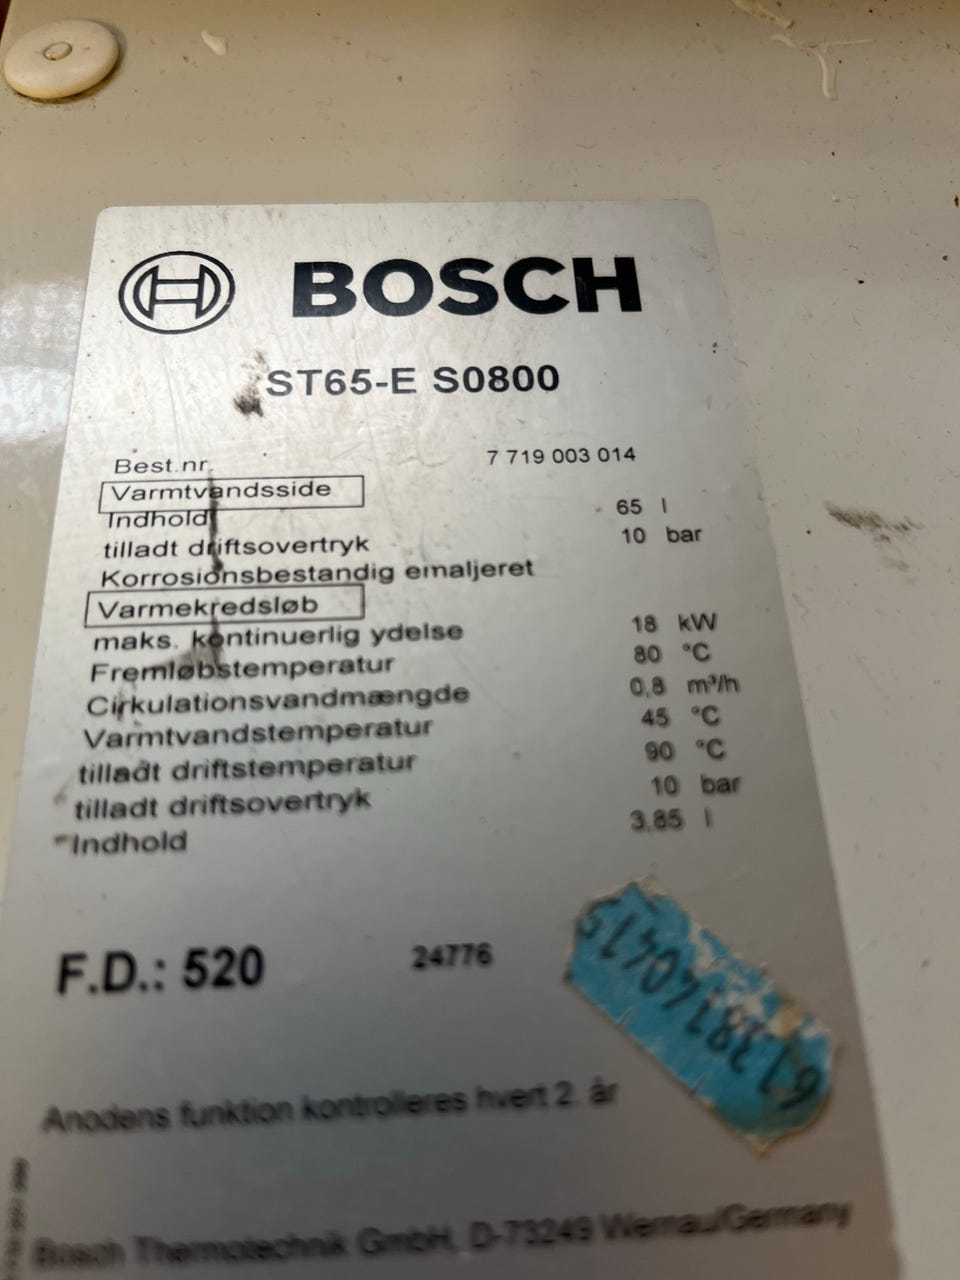 BOSCH
ST65-E S0800
Best.nr. 7 719 003 014
Varmtvandsside
Indhold 65 l
tilladt driftsovertryk 10 bar
Korrosionsbestandig emaljeret
Varmekredsløb
maks. kontinuerlig ydelse 18 kW
Fremløbstemperatur 80 °C
Cirkulationsvandmængde 0,8 m³/h
Varmtvandstemperatur 45 °C
tilladt driftstemperatur 90 °C
tilladt driftsovertryk 10 bar
Indhold 3,85 l
F.D.: 520 24776
Anodens funktion kontrolleres hvert 2. år
Bosch Thermotechnik GmbH, D-73249 Wernau/Germany